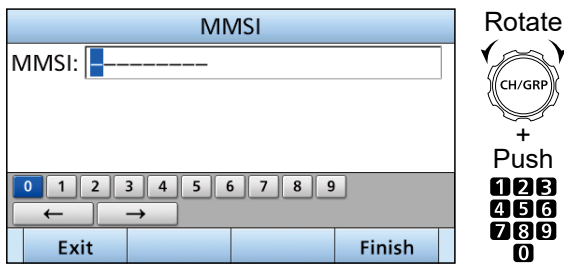 MMSI
MMSI: –––––––––
0 1 2 3 4 5 6 7 8 9
← →
Exit Finish
Rotate
CH/GRP
+
Push
1 2 3
4 5 6
7 8 9
0